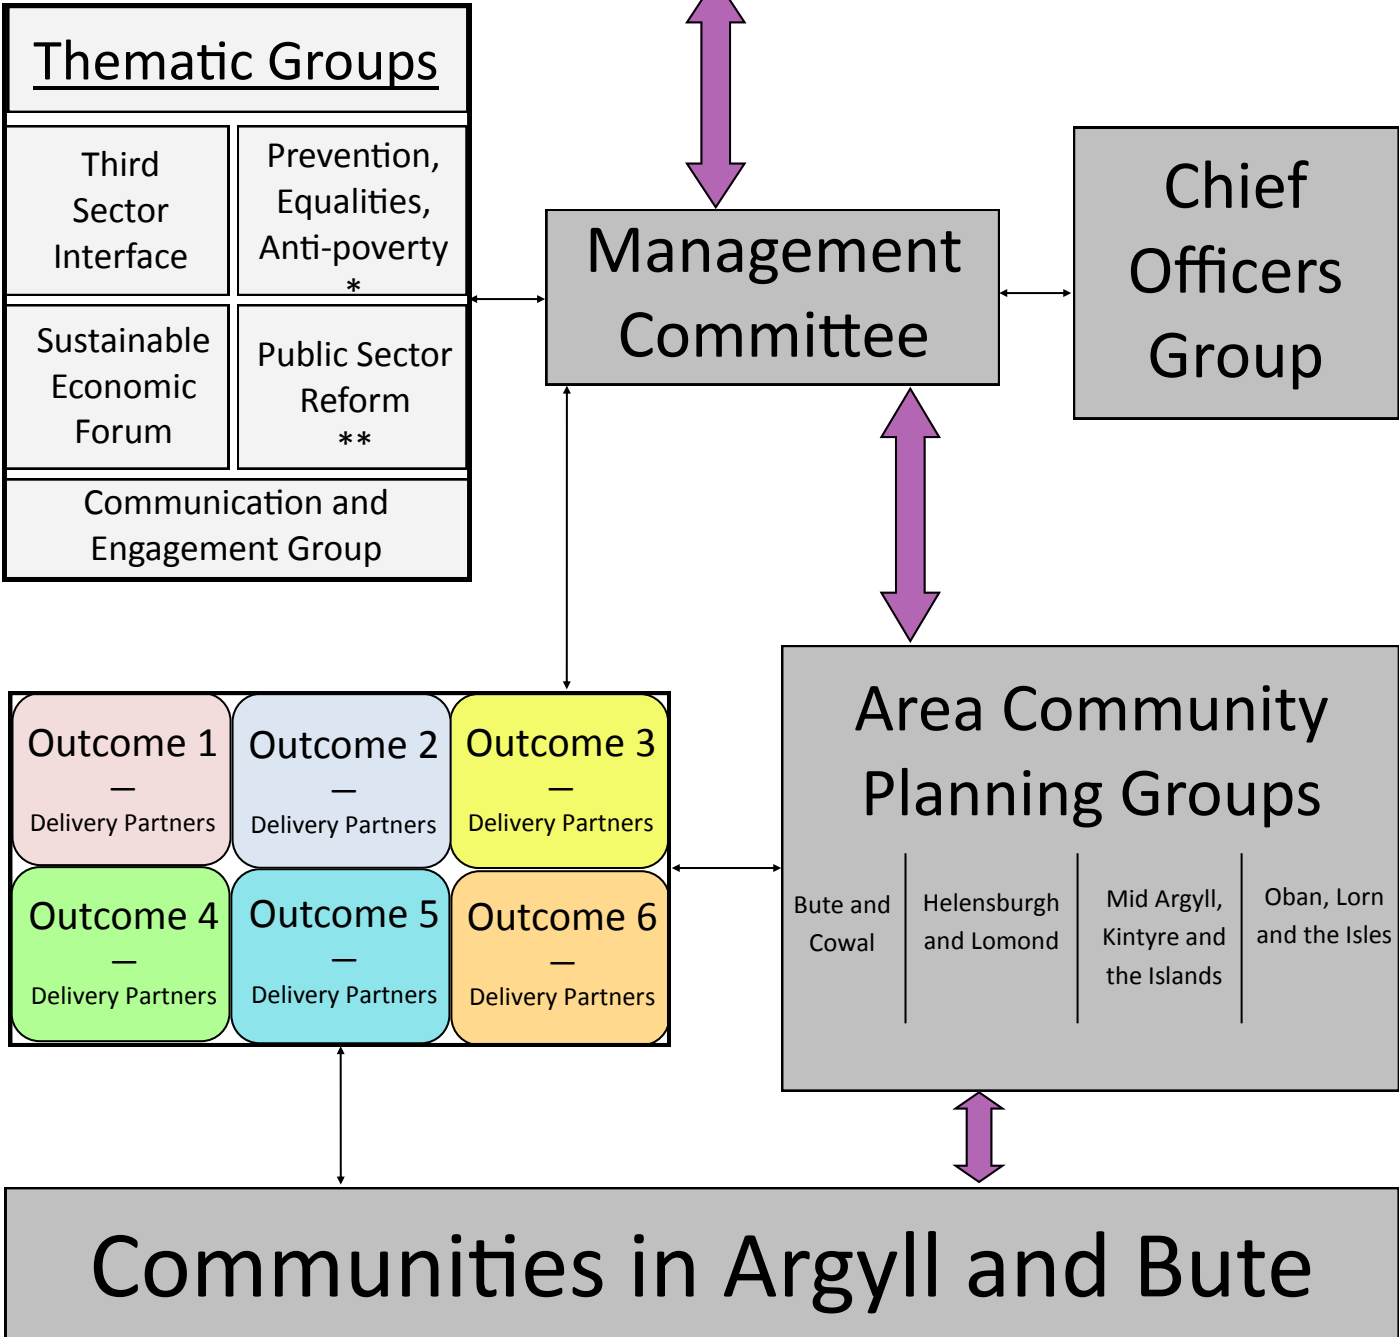 Thematic Groups
Third
Sector
Interface
Prevention,
Equalities,
Anti-poverty
*
Sustainable
Economic
Forum
Public Sector
Reform
**
Communication and
Engagement Group
Management
Committee
Chief
Officers
Group
Outcome 1
—
Delivery Partners
Outcome 2
—
Delivery Partners
Outcome 3
—
Delivery Partners
Outcome 4
—
Delivery Partners
Outcome 5
—
Delivery Partners
Outcome 6
—
Delivery Partners
Area Community
Planning Groups
Bute and
Cowal
Helensburgh
and Lomond
Mid Argyll,
Kintyre and
the Islands
Oban, Lorn
and the Isles
Communities in Argyll and Bute